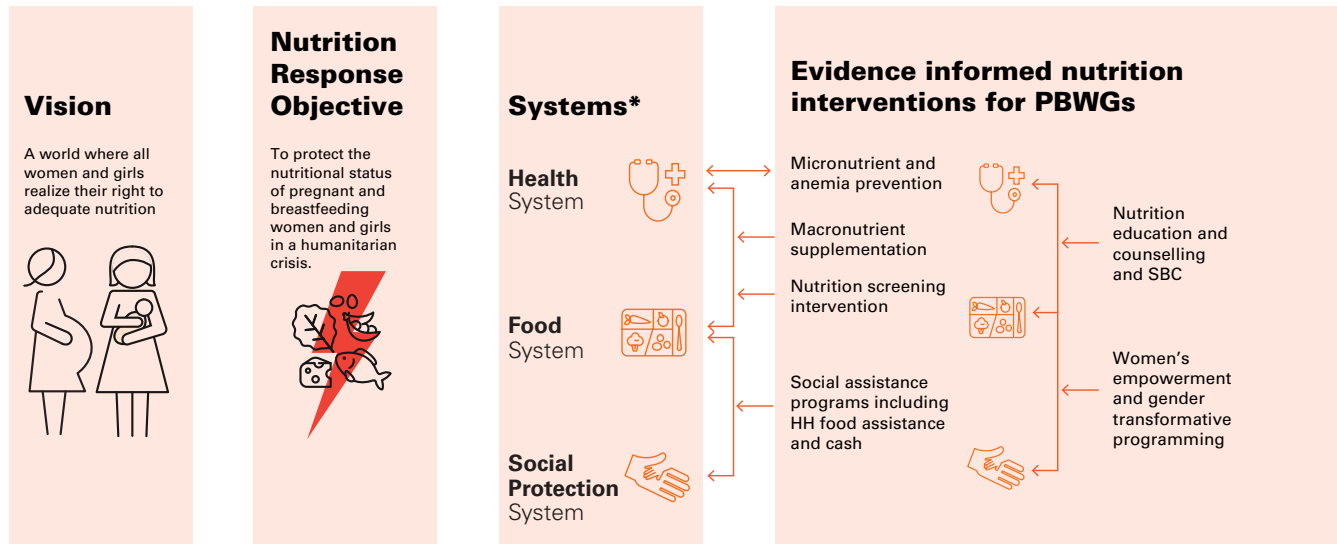 Vision
A world where all
women and girls
realize their right to
adequate nutrition
Nutrition
Response
Objective
To protect the
nutritional status
of pregnant and
breastfeeding
women and girls
in a humanitarian
crisis.
Systems*
Health
System
Food
System
Social
Protection
System
Evidence informed nutrition
interventions for PBWGs
Micronutrient and
anemia prevention
Macronutrient
supplementation
Nutrition screening
intervention
Social assistance
programs including
HH food assistance
and cash
Nutrition
education and
counselling
and SBC
Women’s
empowerment
and gender
transformative
programming